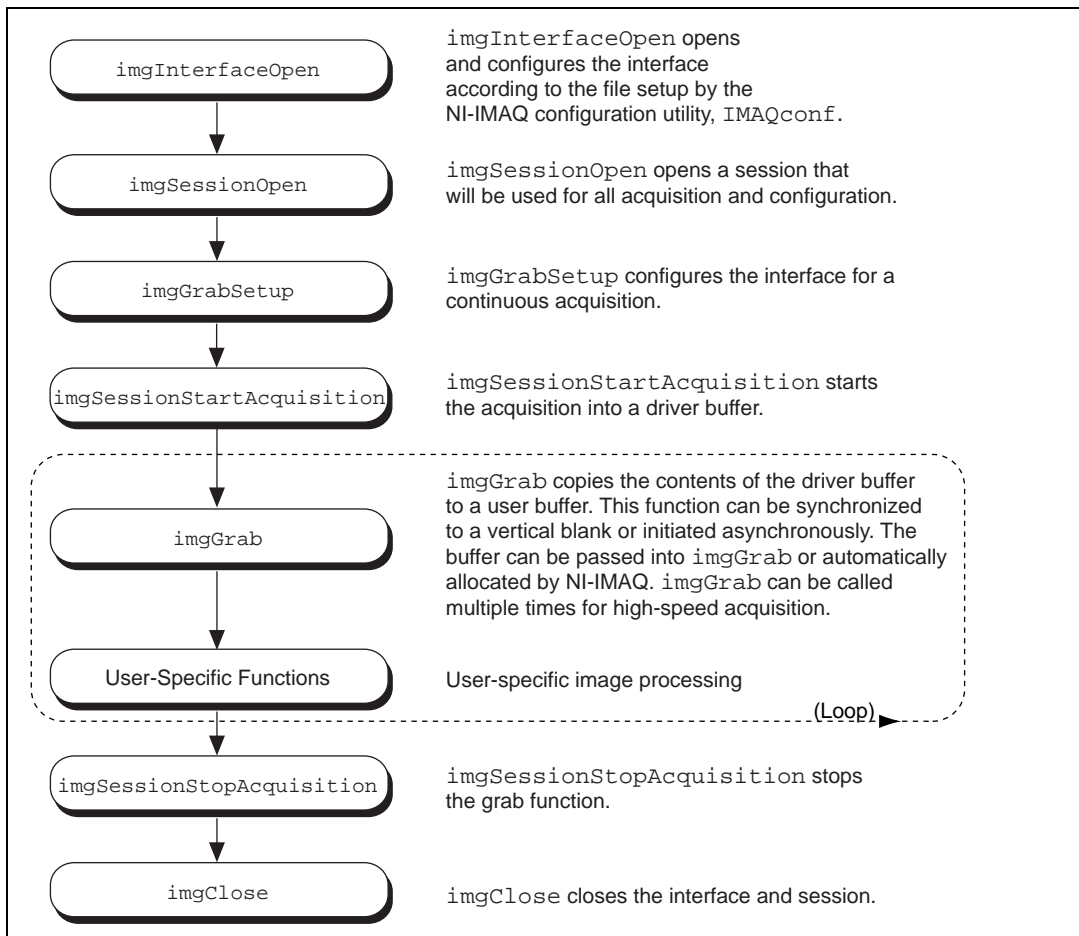 imgInterfaceOpen
imgInterfaceOpen opens
and configures the interface
according to the file setup by the
NI-IMAQ configuration utility, IMAQconf.
imgSessionOpen
imgSessionOpen opens a session that
will be used for all acquisition and configuration.
imgGrabSetup
imgGrabSetup configures the interface for a
continuous acquisition.
imgSessionStartAcquisition
imgSessionStartAcquisition starts
the acquisition into a driver buffer.
imgGrab
imgGrab copies the contents of the driver buffer
to a user buffer. This function can be synchronized
to a vertical blank or initiated asynchronously. The
buffer can be passed into imgGrab or automatically
allocated by NI-IMAQ. imgGrab can be called
multiple times for high-speed acquisition.
User-Specific Functions
User-specific image processing
(Loop)
imgSessionStopAcquisition
imgSessionStopAcquisition stops
the grab function.
imgClose
imgClose closes the interface and session.